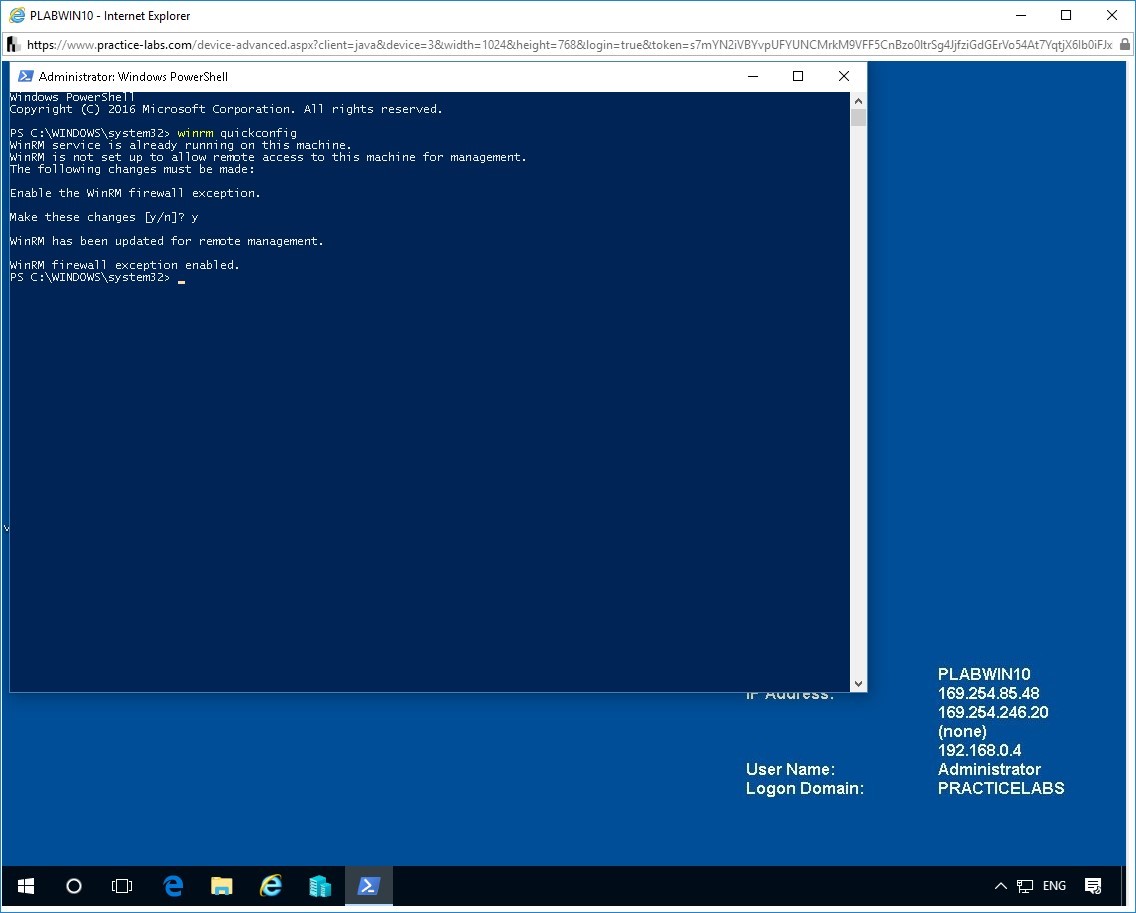 PLABWIN10 - Internet Explorer
https://www.practice-labs.com/device-advanced.aspx?client=java&device=3&width=1024&height=768&login=true&token=
Administrator: Windows PowerShell
Windows PowerShell
Copyright (C) 2016 Microsoft Corporation. All rights reserved.
PS C:\WINDOWS\system32> winrm quickconfig
WinRM service is already running on this machine.
WinRM is not set up to allow remote access to this machine for management.
The following changes must be made:
Enable the WinRM firewall exception.
Make these changes [y/n]? y
WinRM has been updated for remote management.
WinRM firewall exception enabled.
PS C:\WINDOWS\system32>
PLABWIN10
IP Address: 169.254.85.48
169.254.246.20
(none)
192.168.0.4
User Name: Administrator
Logon Domain: PRACTICELABS
ENG